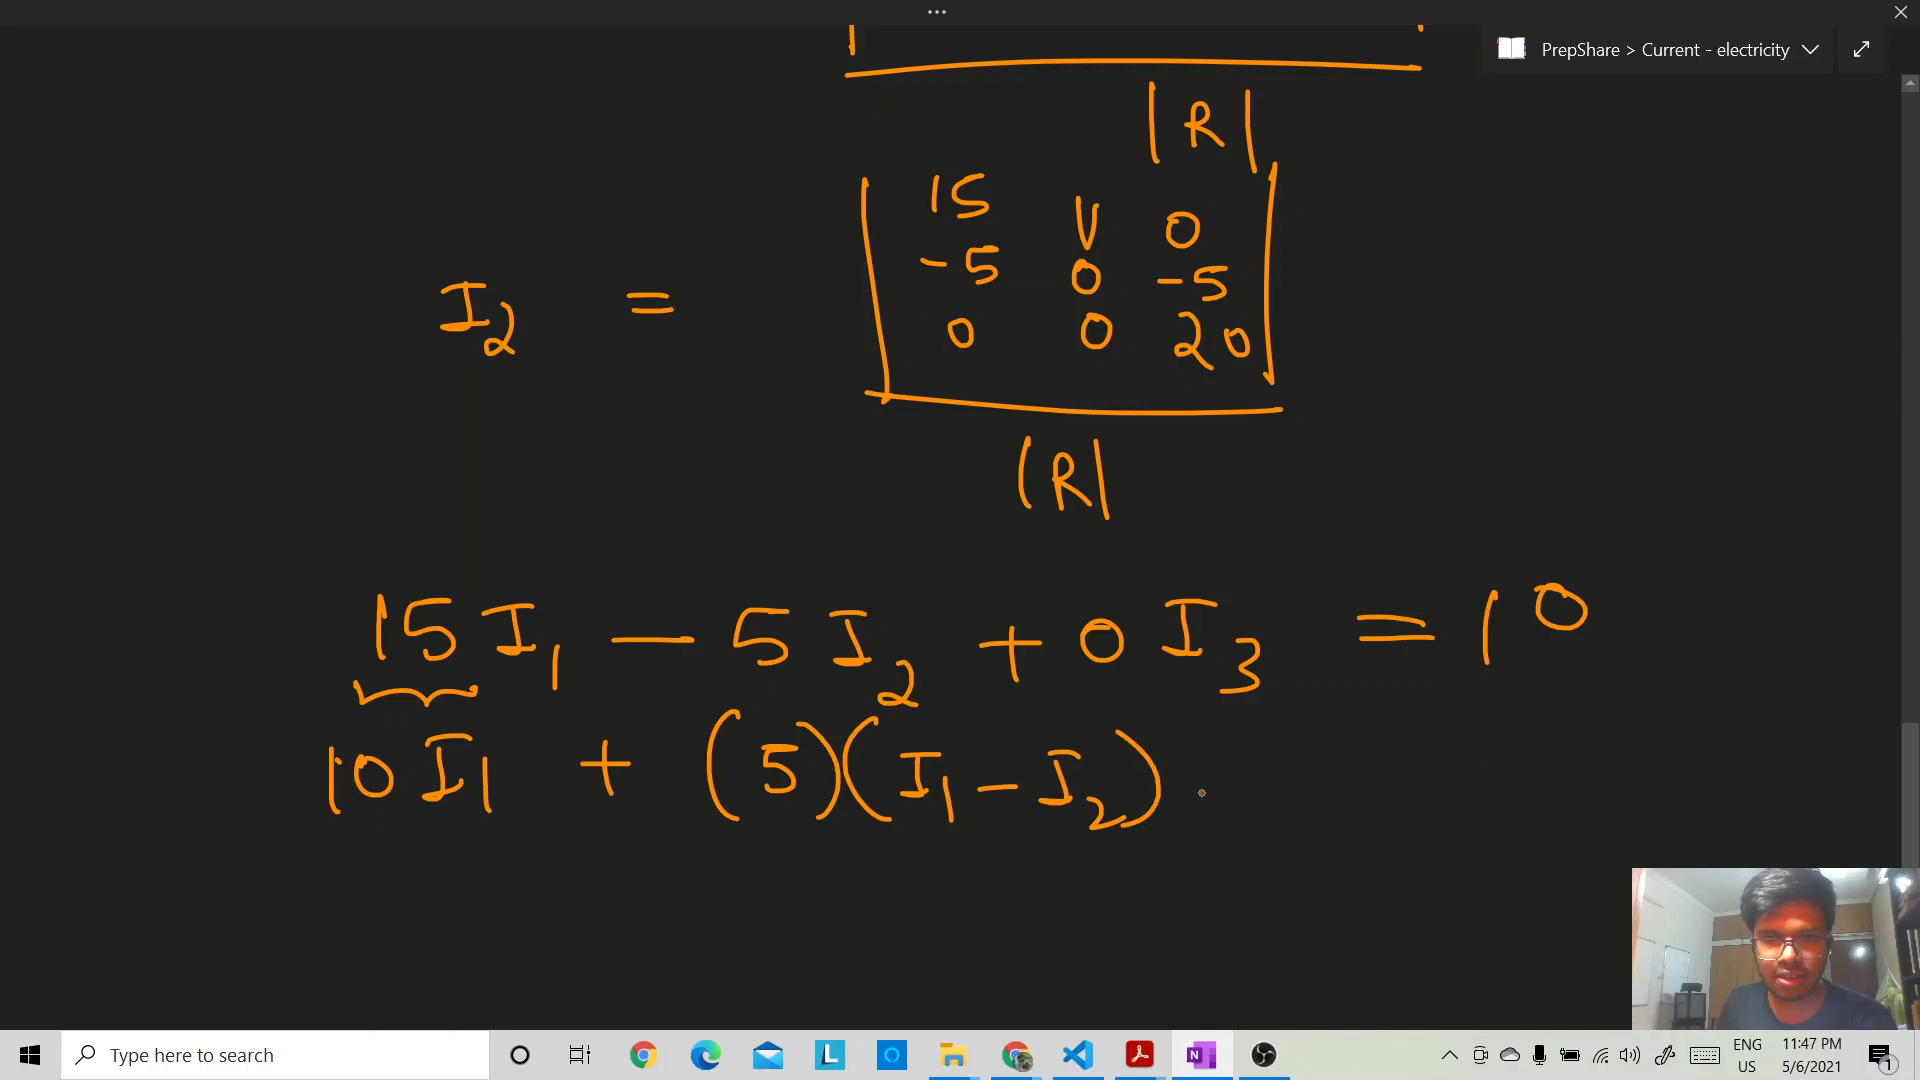 PrepShare > Current - electricity
|R|
15 V 0
-5 0 -5
0 0 20
I₂ =
|R|
15 I₁ — 5 I₂ + 0 I₃ = 10
10 I₁ + (5)(I₁ - I₂)
Type here to search
ENG
US
11:47 PM
5/6/2021
1